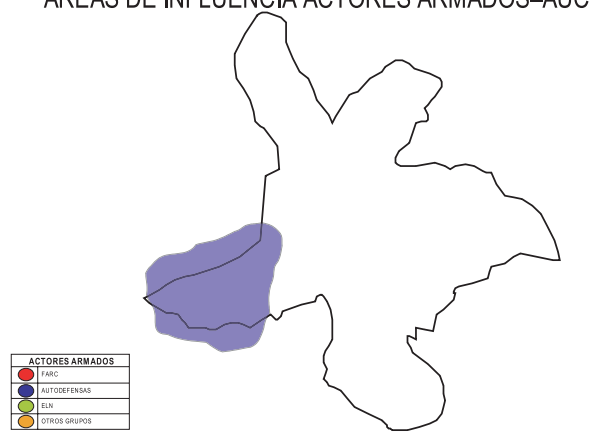 AREAS DE INFLUENCIA ACTORES ARMADOS–AUC
ACTORES ARMADOS
FARC
AUTODEFENSAS
ELN
OTROS GRUPOS